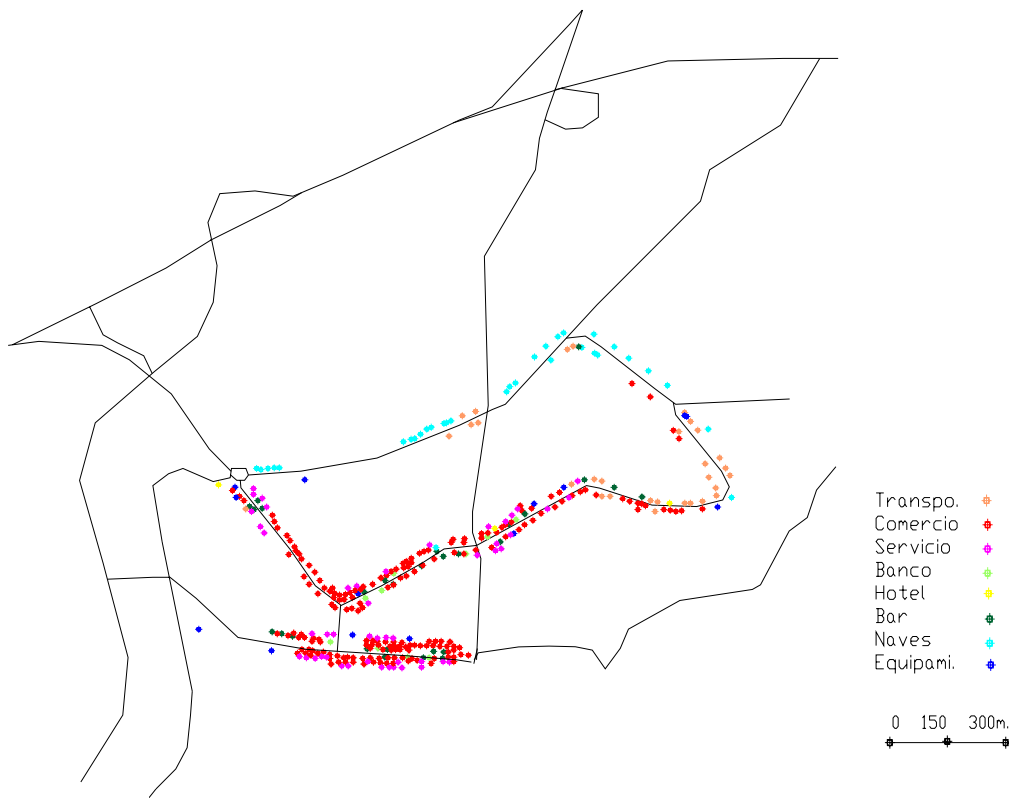 Transpo.
Comercio
Servicio
Banco
Hotel
Bar
Naves
Equipami.
0 150 300m.